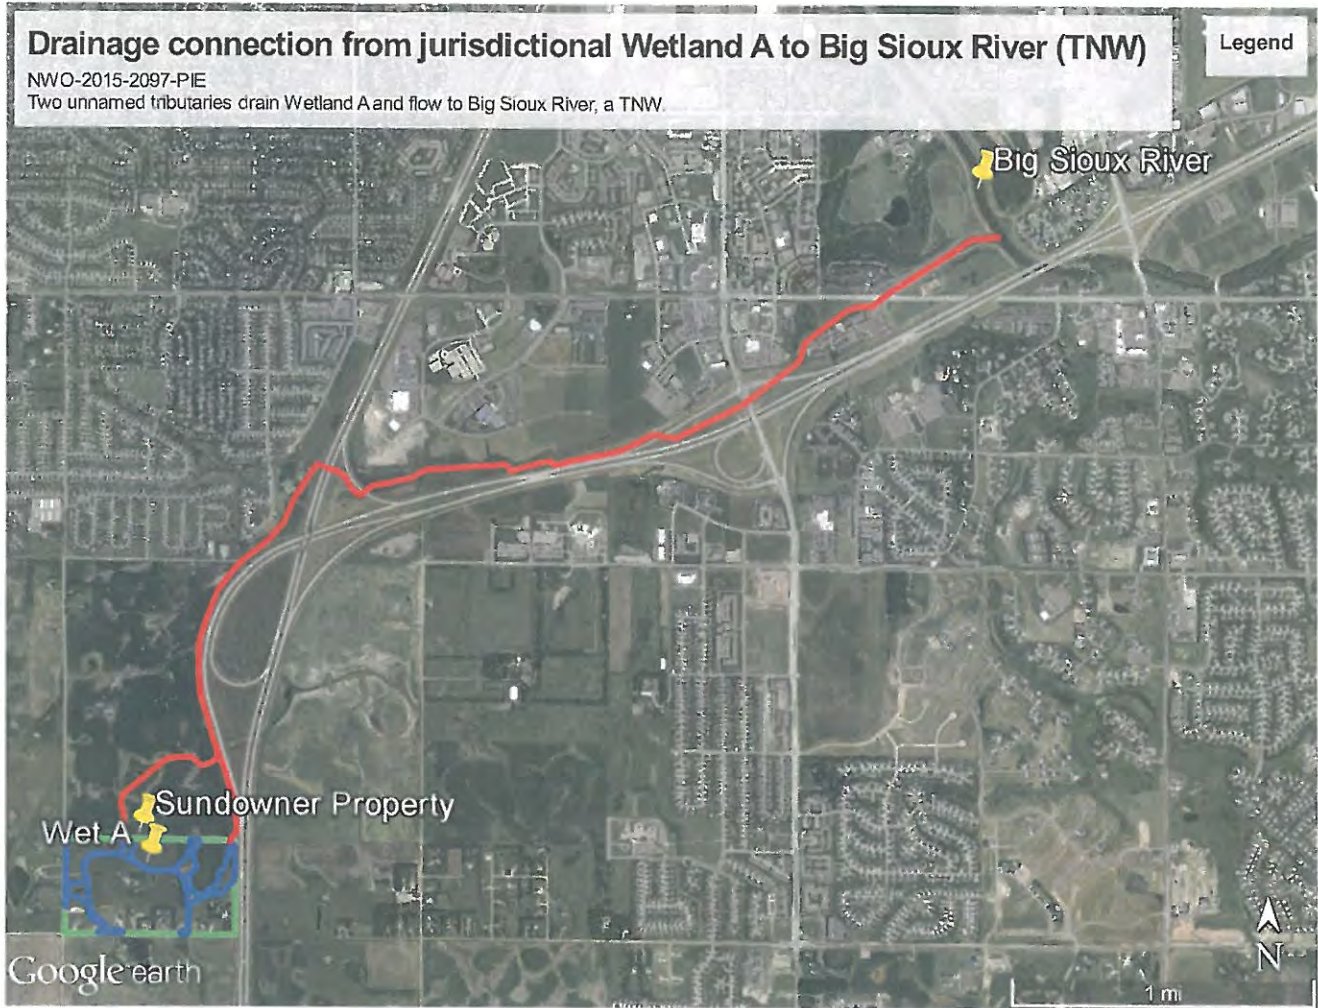 Drainage connection from jurisdictional Wetland A to Big Sioux River (TNW)
Legend
NWO-2015-2097-PIE
Two unnamed tributaries drain Wetland A and flow to Big Sioux River, a TNW.
Big Sioux River
Sundowner Property
Wet A
Google earth
N
1 mi